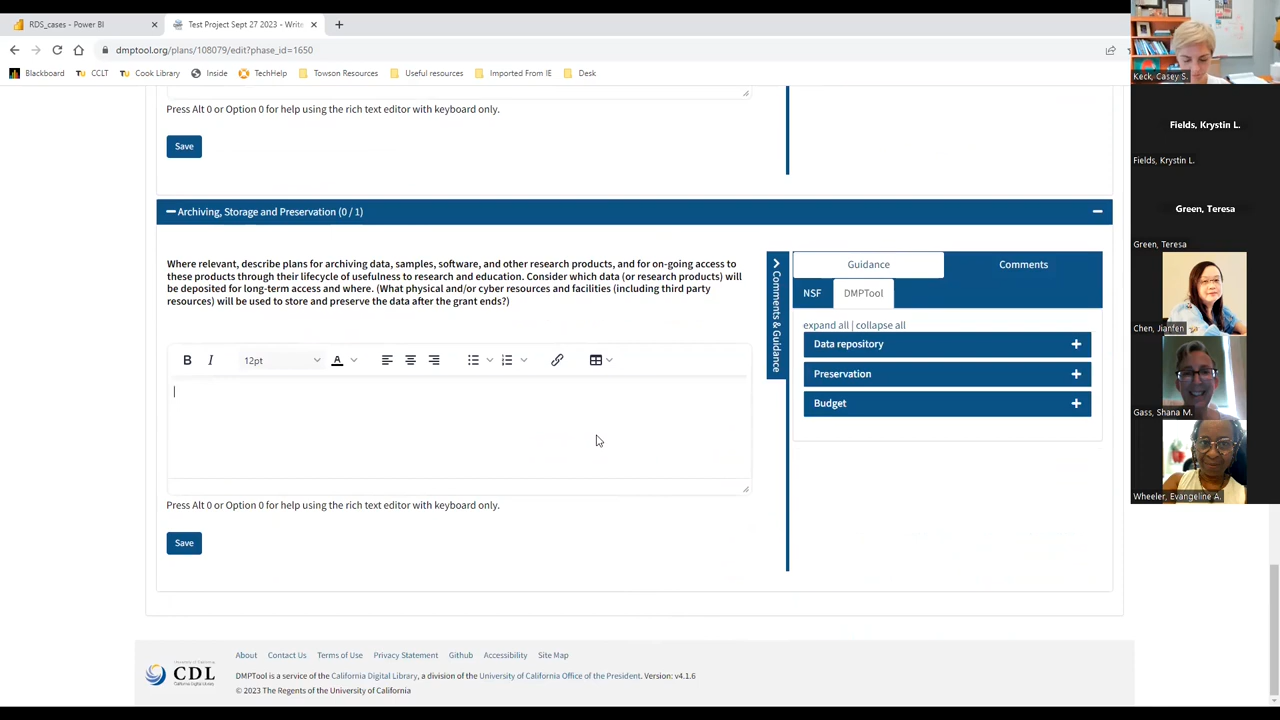 RDS_cases - Power BI
Test Project Sept 27 2023 - Write
dmptool.org/plans/108079/edit?phase_id=1650
Blackboard
TU CCLT
TU Cook Library
Inside
TechHelp
Towson Resources
Useful resources
Imported From IE
Desk
Press Alt 0 or Option 0 for help using the rich text editor with keyboard only.
Save
Archiving, Storage and Preservation (0 / 1)
Where relevant, describe plans for archiving data, samples, software, and other research products, and for on-going access to
these products through their lifecycle of usefulness to research and education. Consider which data (or research products) will
be deposited for long-term access and where. (What physical and/or cyber resources and facilities (including third party
resources) will be used to store and preserve the data after the grant ends?)
B I 12pt A
Press Alt 0 or Option 0 for help using the rich text editor with keyboard only.
Save
Comments & Guidance
Guidance
Comments
NSF
DMPTool
expand all | collapse all
Data repository
Preservation
Budget
About
Contact Us
Terms of Use
Privacy Statement
Github
Accessibility
Site Map
CDL
DMPTool is a service of the California Digital Library, a division of the University of California Office of the President. Version: v4.1.6
© 2023 The Regents of the University of California
Keck, Casey S.
Fields, Krystin L.
Fields, Krystin L.
Green, Teresa
Green, Teresa
Chen, Jianfen
Gass, Shana M.
Wheeler, Evangeline A.